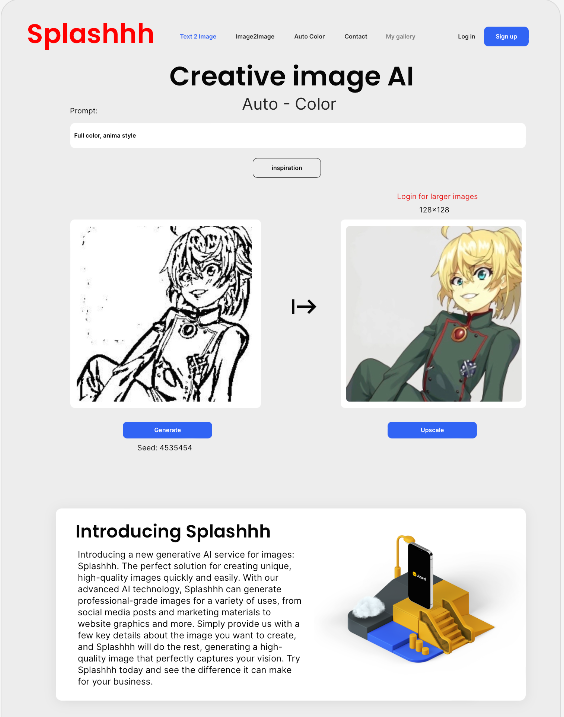 Splashhh
Text 2 Image
Image2Image
Auto Color
Contact
My gallery
Log in
Sign up
Creative image AI
Auto - Color
Prompt:
Full color, anima style
inspiration
Login for larger images
128x128
Generate
Upscale
Seed: 4535454
Introducing Splashhh
Introducing a new generative AI service for images:
Splashhh. The perfect solution for creating unique,
high-quality images quickly and easily. With our
advanced AI technology, Splashhh can generate
professional-grade images for a variety of uses, from
social media posts and marketing materials to
website graphics and more. Simply provide us with a
few key details about the image you want to create,
and Splashhh will do the rest, generating a high-
quality image that perfectly captures your vision. Try
Splashhh today and see the difference it can make
for your business.